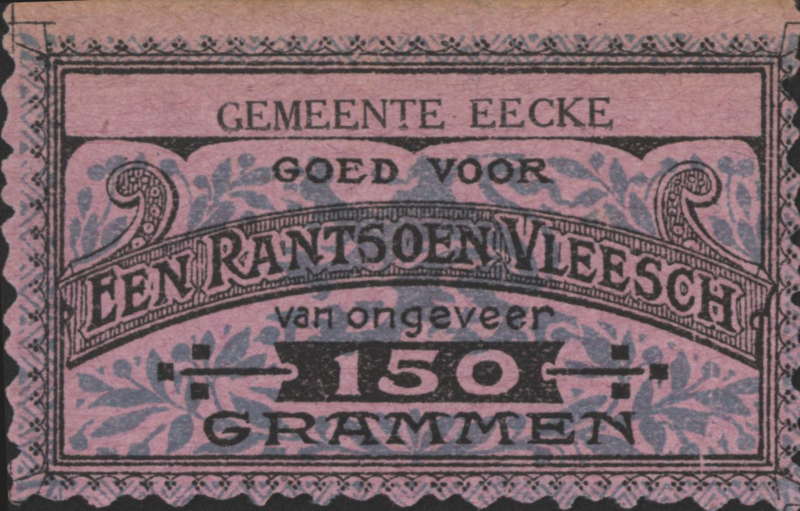 GEMEENTE EECKE
GOED VOOR
EEN RANTSOEN VLEESCH
van ongeveer
150
GRAMMEN